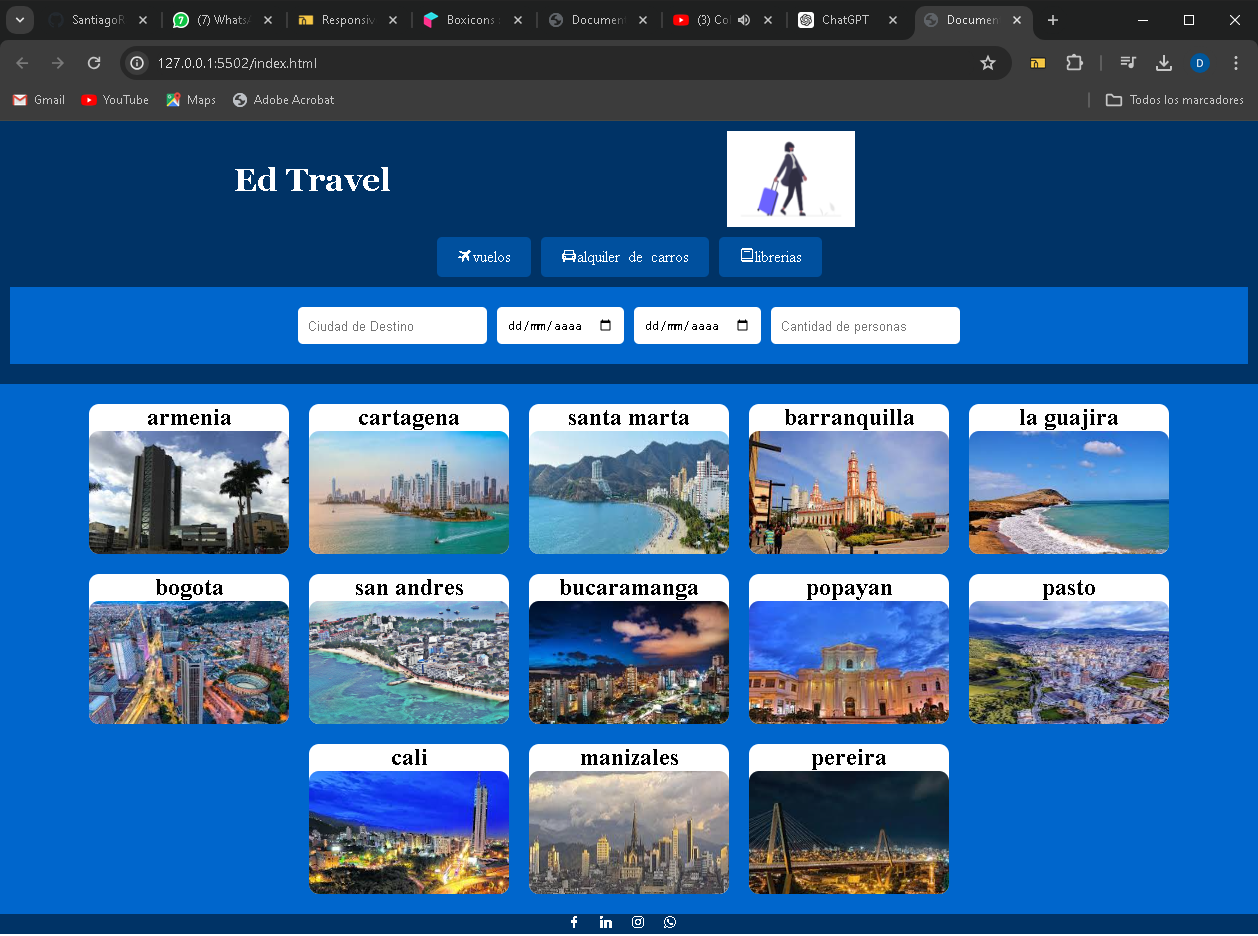 SantiagoR
(7) Whats
Responsiv
Boxicons
Document
(3) Co
ChatGPT
Document
127.0.0.1:5502/index.html
D
Gmail
YouTube
Maps
Adobe Acrobat
Todos los marcadores
Ed Travel
vuelos
alquiler de carros
librerias
Ciudad de Destino
dd/mm/aaaa
dd/mm/aaaa
Cantidad de personas
armenia
cartagena
santa marta
barranquilla
la guajira
bogota
san andres
bucaramanga
popayan
pasto
cali
manizales
pereira